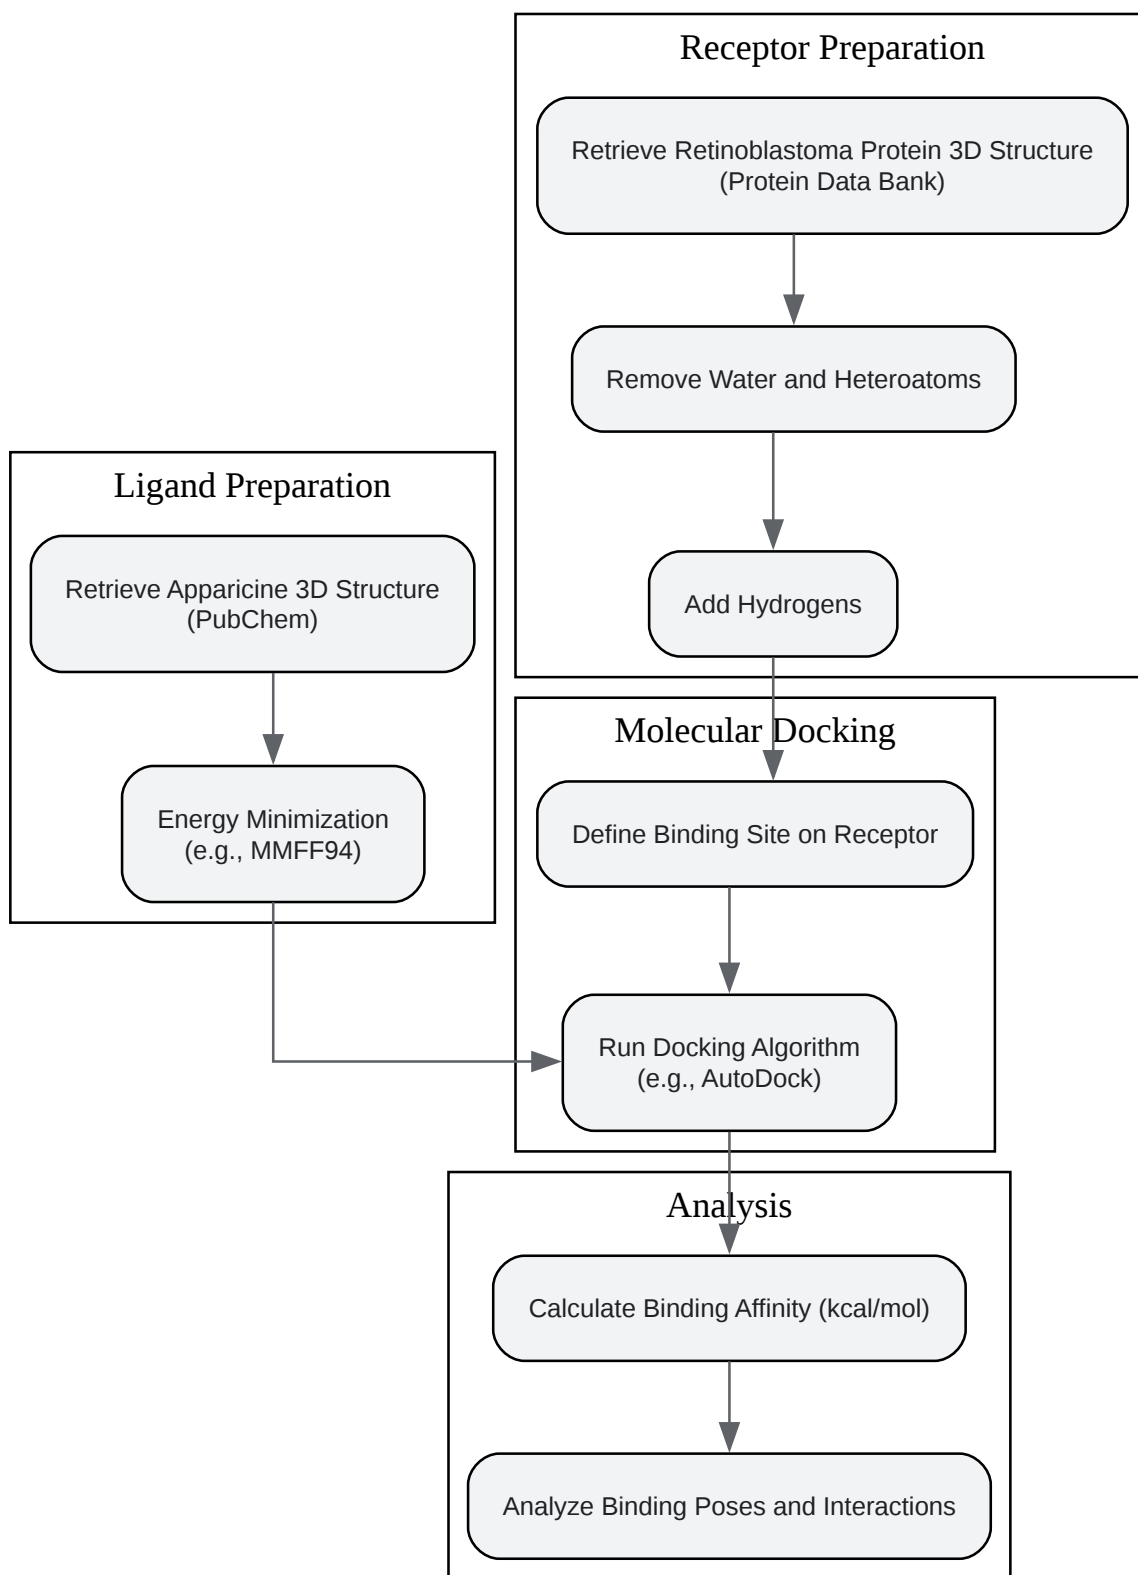 Receptor Preparation
Retrieve Retinoblastoma Protein 3D Structure
(Protein Data Bank)
Remove Water and Heteroatoms
Add Hydrogens
Ligand Preparation
Retrieve Apparicine 3D Structure
(PubChem)
Energy Minimization
(e.g., MMFF94)
Molecular Docking
Define Binding Site on Receptor
Run Docking Algorithm
(e.g., AutoDock)
Analysis
Calculate Binding Affinity (kcal/mol)
Analyze Binding Poses and Interactions